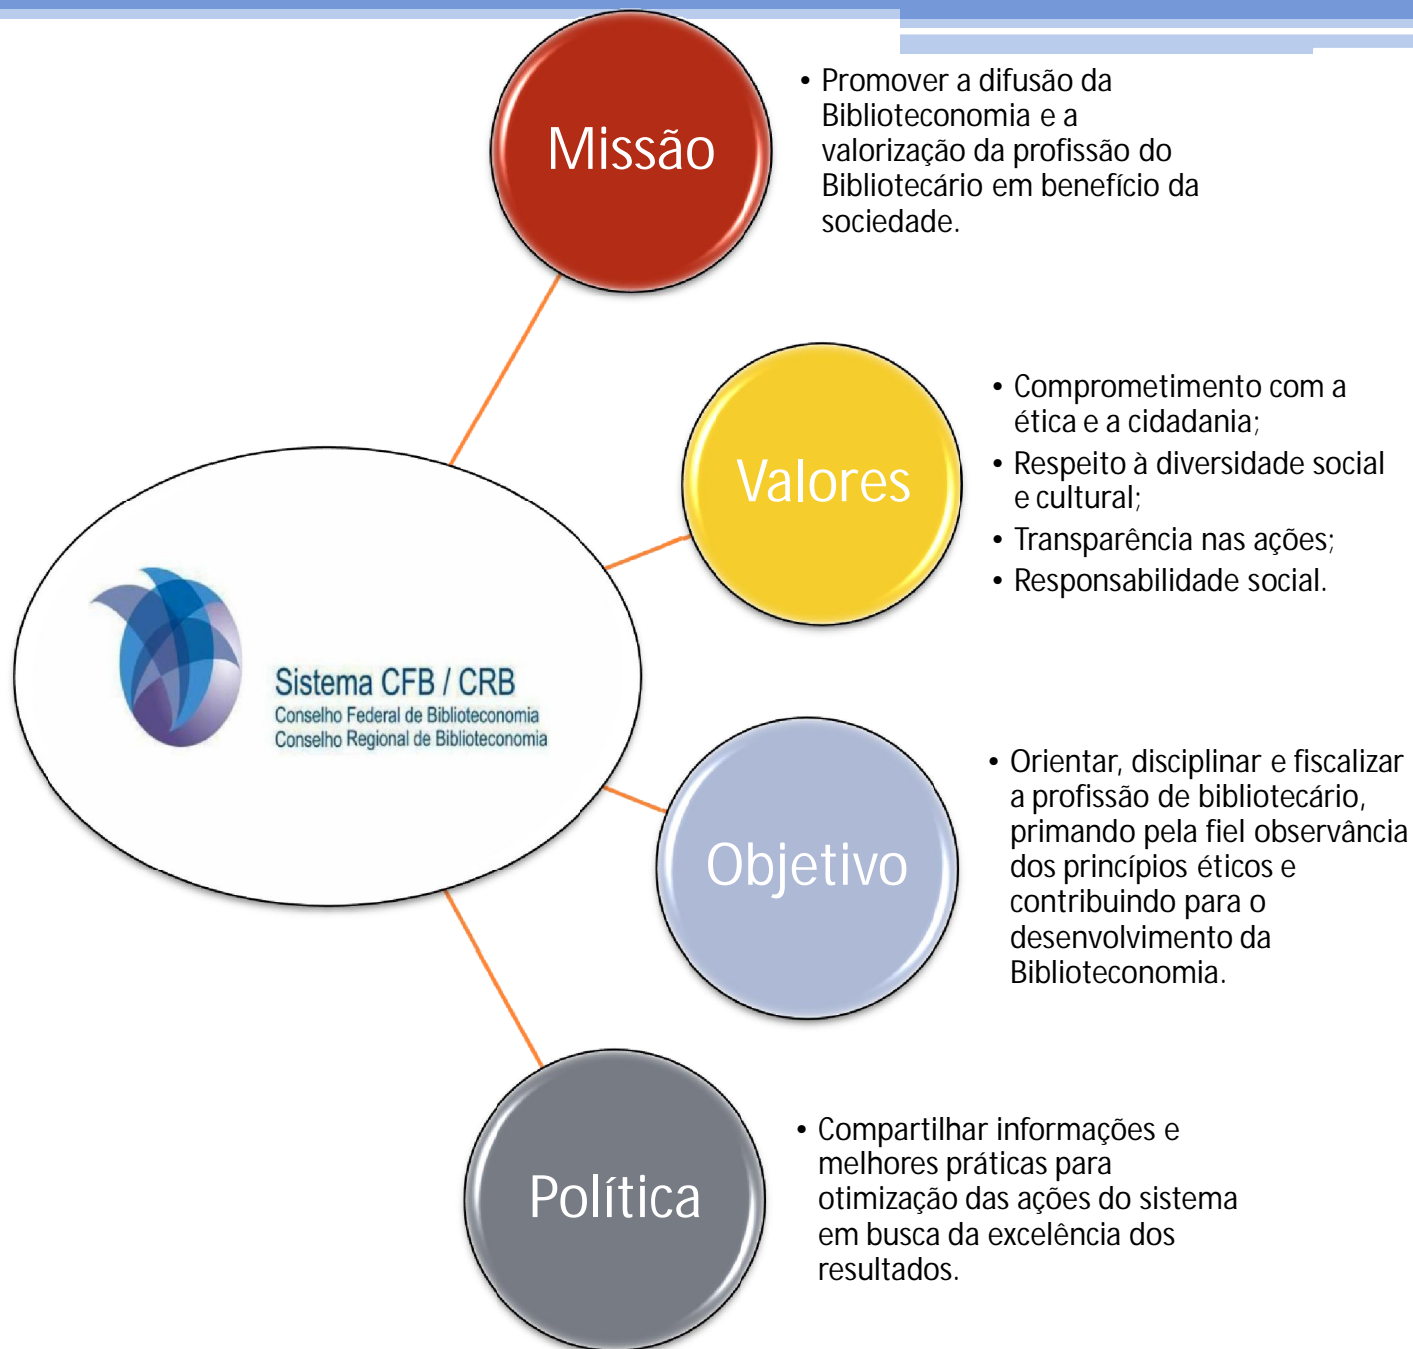 Missão
• Promover a difusão da
Biblioteconomia e a
valorização da profissão do
Bibliotecário em benefício da
sociedade.
Valores
• Comprometimento com a
ética e a cidadania;
• Respeito à diversidade social
e cultural;
• Transparência nas ações;
• Responsabilidade social.
Sistema CFB / CRB
Conselho Federal de Biblioteconomia
Conselho Regional de Biblioteconomia
Objetivo
• Orientar, disciplinar e fiscalizar
a profissão de bibliotecário,
primando pela fiel observância
dos princípios éticos e
contribuindo para o
desenvolvimento da
Biblioteconomia.
Política
• Compartilhar informações e
melhores práticas para
otimização das ações do sistema
em busca da excelência dos
resultados.